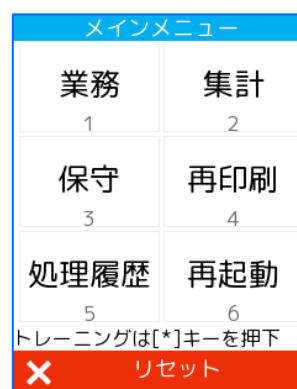 メインメニュー
業務 集計
1 2
保守 再印刷
3 4
処理履歴 再起動
5 6
トレーニングは[*]キーを押下
リセット